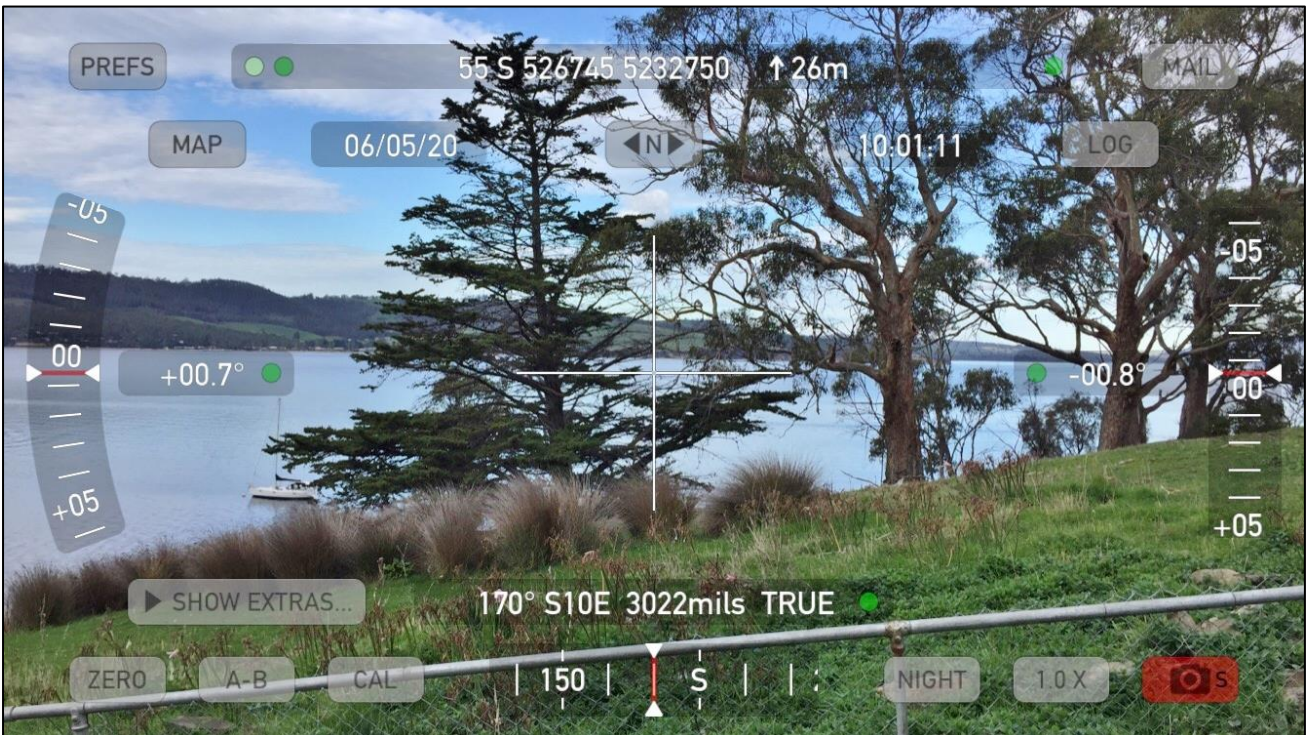 PREFS 55 S 526745 5232750 ↑26m MAIL
MAP 06/05/20 ◀N▶ 10:01:11 LOG
-05 -05
00 00
+00.7° -00.8°
+05 +05
▶ SHOW EXTRAS... 170° S10E 3022mils TRUE
ZERO A-B CAL 150 S NIGHT 1.0 X S